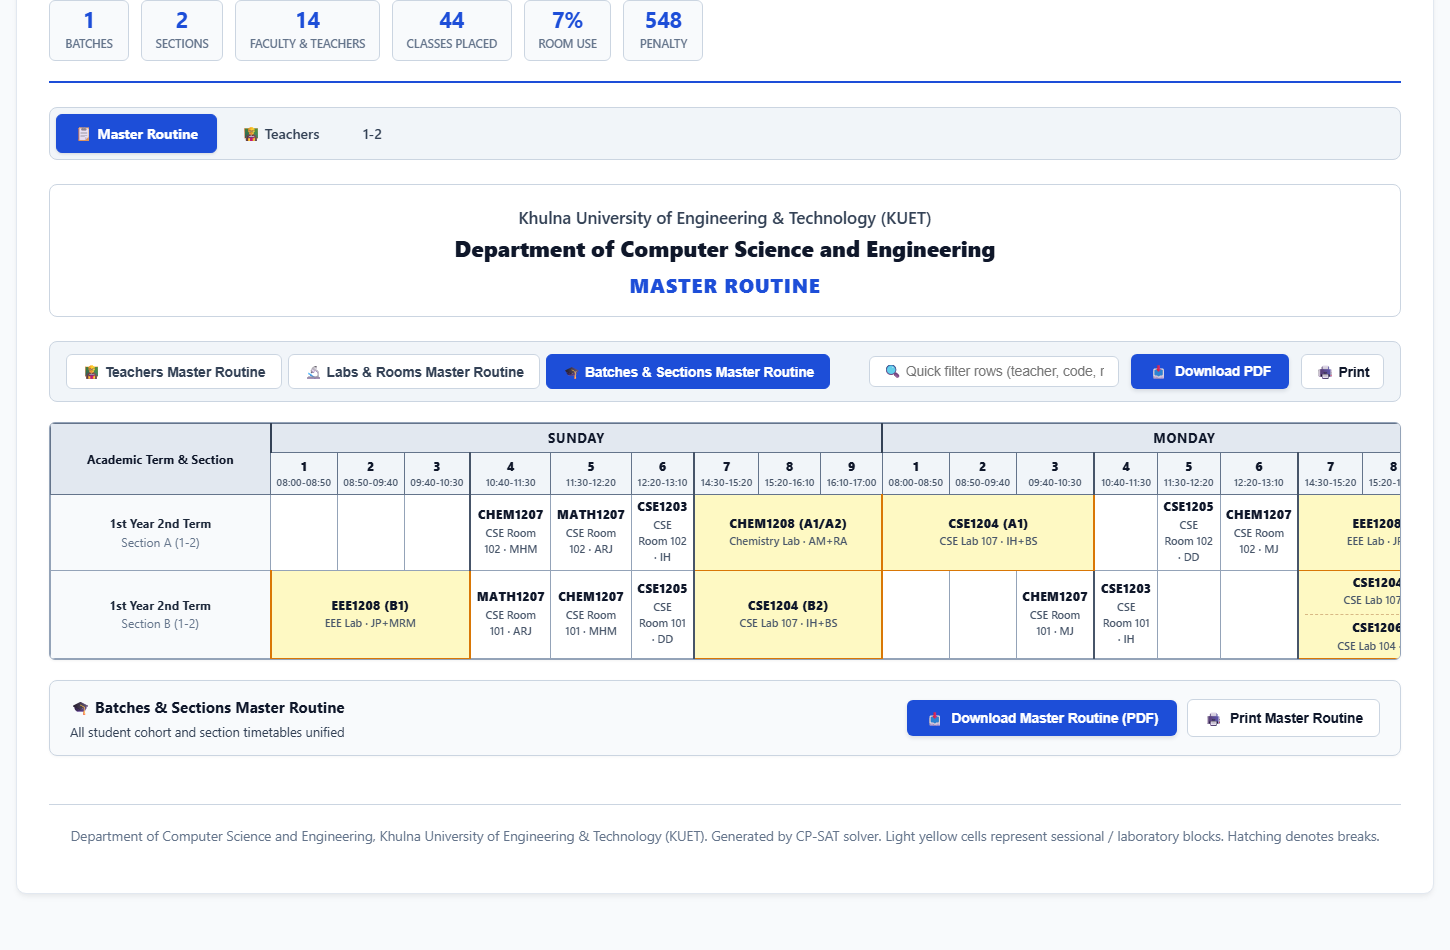 1
BATCHES
2
SECTIONS
14
FACULTY & TEACHERS
44
CLASSES PLACED
7%
ROOM USE
548
PENALTY
Master Routine
Teachers
1-2
Khulna University of Engineering & Technology (KUET)
Department of Computer Science and Engineering
MASTER ROUTINE
Teachers Master Routine
Labs & Rooms Master Routine
Batches & Sections Master Routine
Quick filter rows (teacher, code, r
Download PDF
Print
Academic Term & Section
SUNDAY
MONDAY
1
08:00-08:50
2
08:50-09:40
3
09:40-10:30
4
10:40-11:30
5
11:30-12:20
6
12:20-13:10
7
14:30-15:20
8
15:20-16:10
9
16:10-17:00
1
08:00-08:50
2
08:50-09:40
3
09:40-10:30
4
10:40-11:30
5
11:30-12:20
6
12:20-13:10
7
14:30-15:20
8
15:20-1
1st Year 2nd Term
Section A (1-2)
CHEM1207
CSE Room
102 · MHM
MATH1207
CSE Room
102 · ARJ
CSE1203
CSE
Room 102
· IH
CHEM1208 (A1/A2)
Chemistry Lab · AM+RA
CSE1204 (A1)
CSE Lab 107 · IH+BS
CSE1205
CSE
Room 102
· DD
CHEM1207
CSE Room
102 · MJ
EEE1208
EEE Lab · JP
1st Year 2nd Term
Section B (1-2)
EEE1208 (B1)
EEE Lab · JP+MRM
MATH1207
CSE Room
101 · ARJ
CHEM1207
CSE Room
101 · MHM
CSE1205
CSE
Room 101
· DD
CSE1204 (B2)
CSE Lab 107 · IH+BS
CHEM1207
CSE Room
101 · MJ
CSE1203
CSE
Room 101
· IH
CSE1204
CSE Lab 107
CSE1206
CSE Lab 104 ·
Batches & Sections Master Routine
All student cohort and section timetables unified
Download Master Routine (PDF)
Print Master Routine
Department of Computer Science and Engineering, Khulna University of Engineering & Technology (KUET). Generated by CP-SAT solver. Light yellow cells represent sessional / laboratory blocks. Hatching denotes breaks.